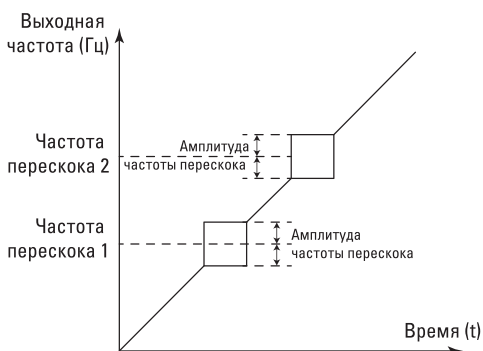 Выходная
частота (Гц)
Частота
перескока 2
Амплитуда
частоты перескока
Частота
перескока 1
Амплитуда
частоты перескока
Время (t)